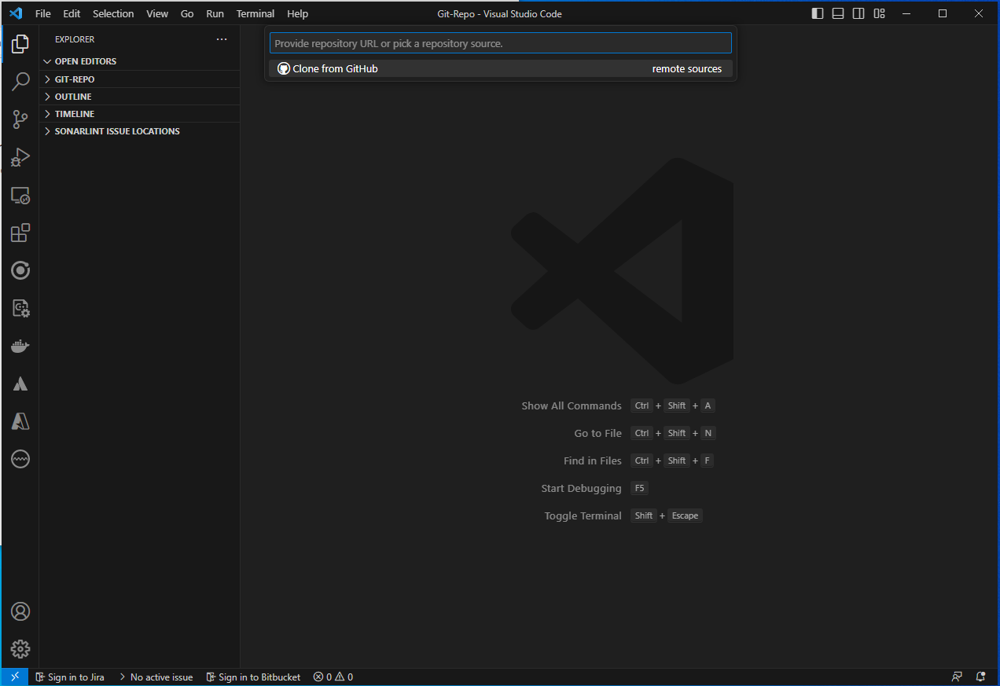 File Edit Selection View Go Run Terminal Help Git-Repo - Visual Studio Code
EXPLORER ...
Provide repository URL or pick a repository source.
Clone from GitHub remote sources
OPEN EDITORS
GIT-REPO
OUTLINE
TIMELINE
SONARLINT ISSUE LOCATIONS
Show All Commands Ctrl + Shift + A
Go to File Ctrl + Shift + N
Find in Files Ctrl + Shift + F
Start Debugging F5
Toggle Terminal Shift + Escape
Sign in to Jira > No active issue Sign in to Bitbucket 0 0